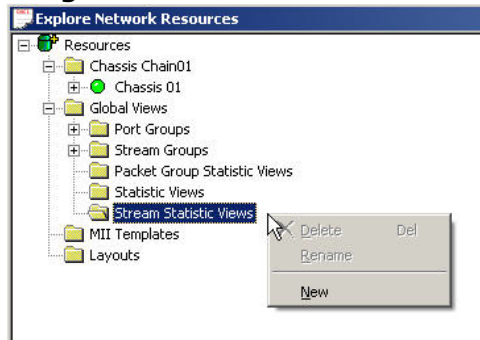 Explore Network Resources
Resources
Chassis Chain01
Chassis 01
Global Views
Port Groups
Stream Groups
Packet Group Statistic Views
Statistic Views
Stream Statistic Views
Delete Del
MII Templates
Rename
Layouts
New